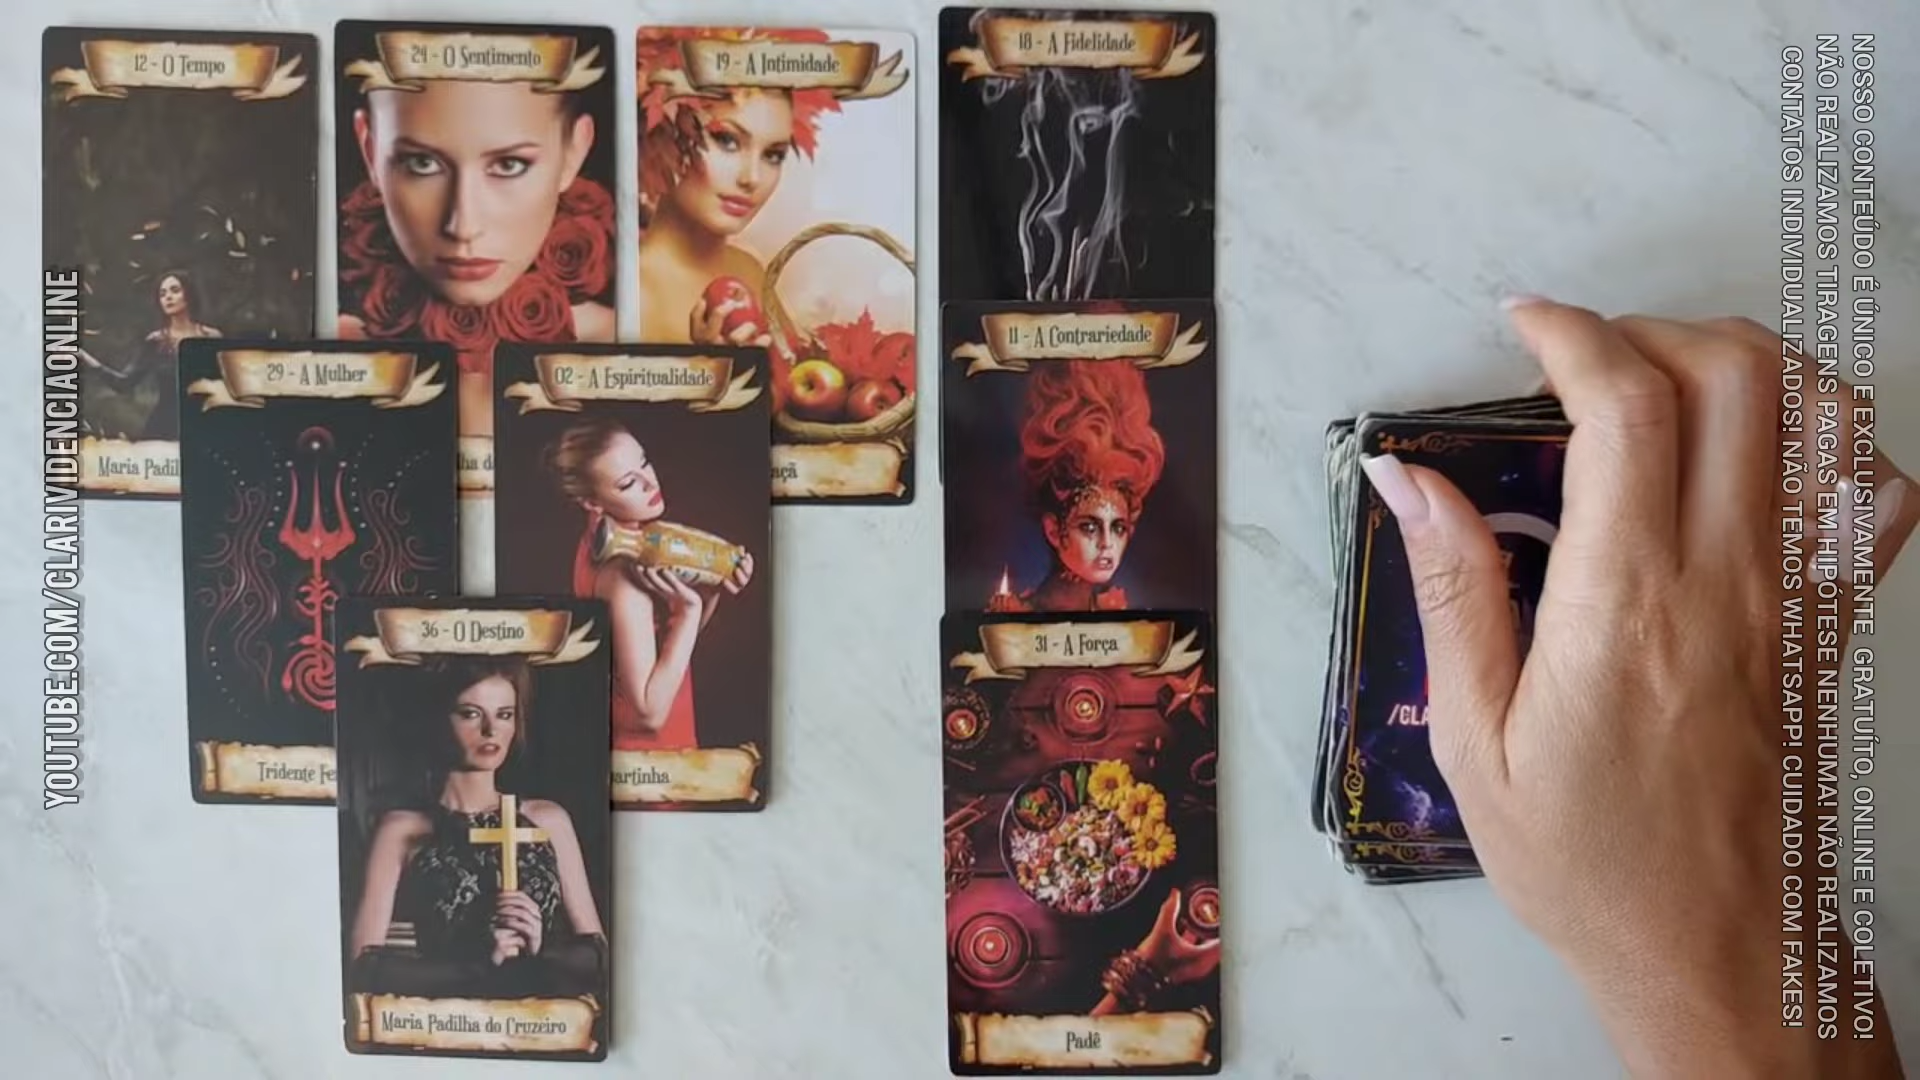 12 - O Tempo
24 - O Sentimento
19 - A Intimidade
18 - A Fidelidade
11 - A Contrariedade
29 - A Mulher
02 - A Espiritualidade
Maria
36 - O Destino
31 - A Força
Tridente
Maria Padilha do Cruzeiro
Padê
YOUTUBE.COM/CLARIVIDENCIAONLINE
NOSSO CONTEÚDO É ÚNICO E EXCLUSIVAMENTE GRATUÍTO, ONLINE E COLETIVO!
NÃO REALIZAMOS TIRAGENS PAGAS EM HIPÓTESE NENHUMA! NÃO REALIZAMOS
CONTATOS INDIVIDUALIZADOS! NÃO TEMOS WHATSAPP! CUIDADO COM FAKES!